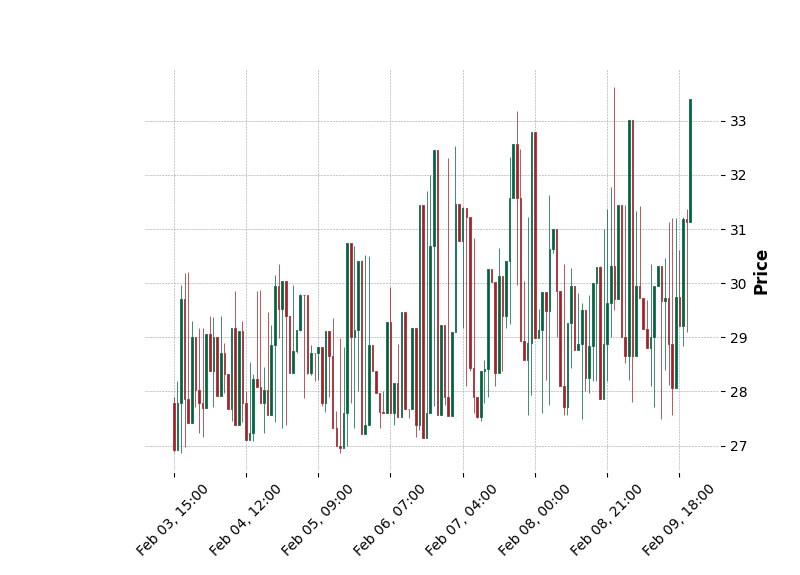 33
32
31
30
29
28
27
Price
Feb 03, 15:00
Feb 04, 12:00
Feb 05, 09:00
Feb 06, 07:00
Feb 07, 04:00
Feb 08, 00:00
Feb 08, 21:00
Feb 09, 18:00